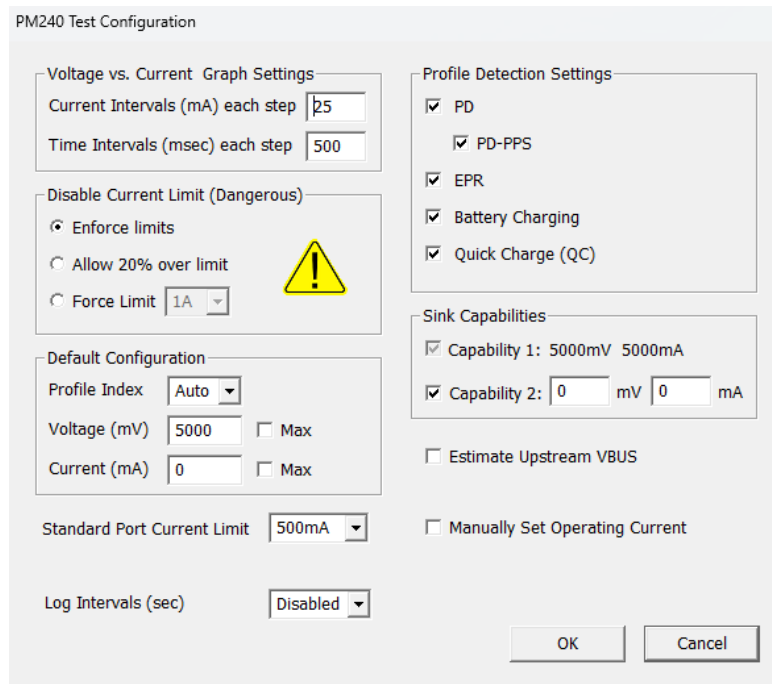 PM240 Test Configuration
Voltage vs. Current Graph Settings
Current Intervals (mA) each step 25
Time Intervals (msec) each step 500
Disable Current Limit (Dangerous)
Enforce limits
Allow 20% over limit
Force Limit 1A
Default Configuration
Profile Index Auto
Voltage (mV) 5000 Max
Current (mA) 0 Max
Standard Port Current Limit 500mA
Log Intervals (sec) Disabled
Profile Detection Settings
PD
PD-PPS
EPR
Battery Charging
Quick Charge (QC)
Sink Capabilities
Capability 1: 5000mV 5000mA
Capability 2: 0 mV 0 mA
Estimate Upstream VBUS
Manually Set Operating Current
OK Cancel